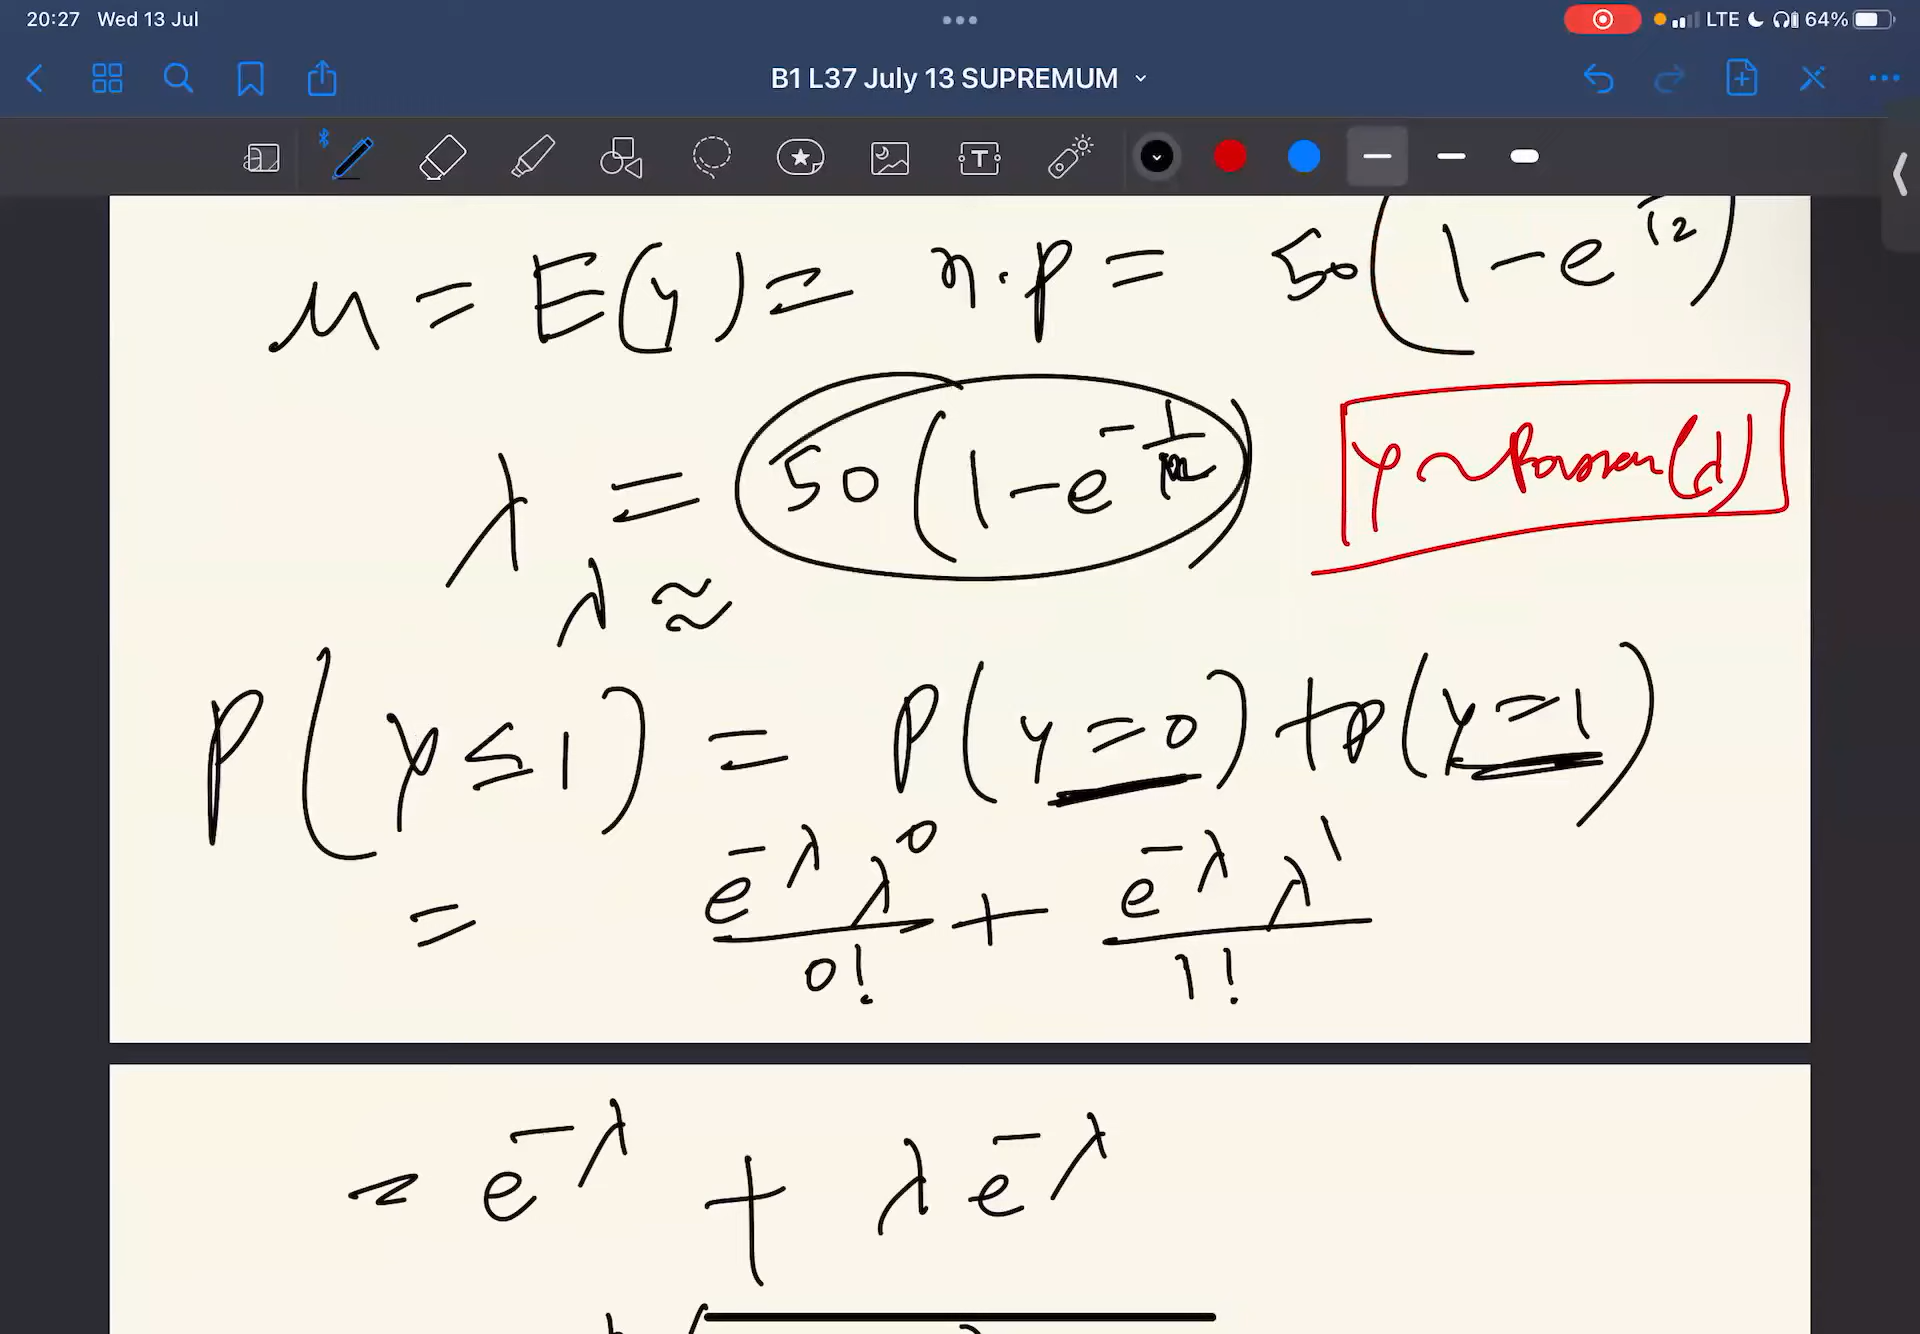 20:27 Wed 13 Jul
LTE 64%
B1 L37 July 13 SUPREMUM
μ = E(y) = n.p = 50(1-e^{-1/12})
λ = 50(1-e^{-1/12})
Y ~ Poisson(λ)
λ ≈
P(Y≤1) = P(Y=0) + P(Y=1)
= e^{-λ} λ^0 / 0! + e^{-λ} λ^1 / 1!
= e^{-λ} + λ e^{-λ}